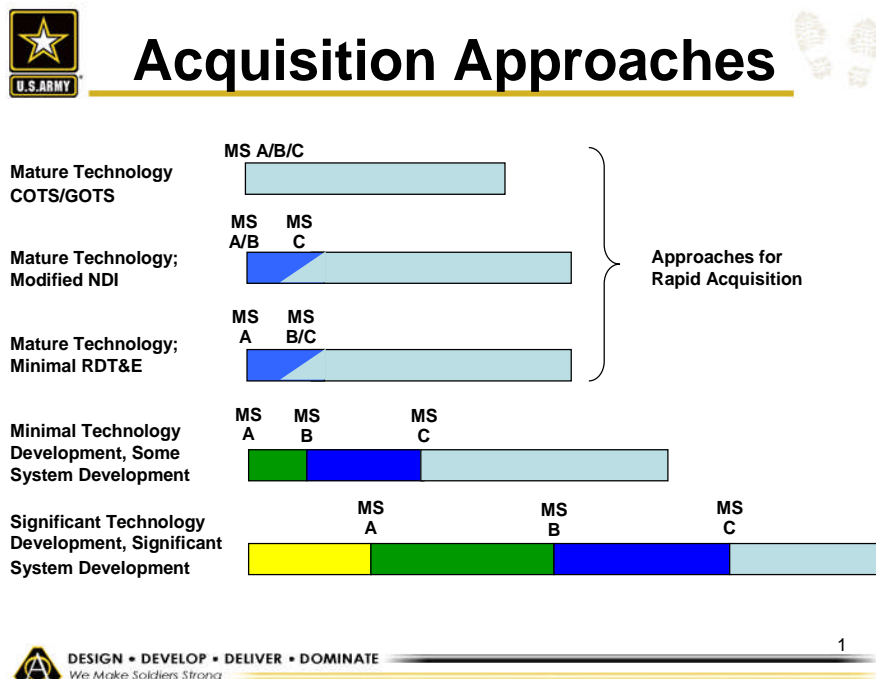 Acquisition Approaches
U.S.ARMY
MS A/B/C
Mature Technology
COTS/GOTS
MS MS
A/B C
Mature Technology;
Modified NDI
Approaches for
Rapid Acquisition
MS MS
A B/C
Mature Technology;
Minimal RDT&E
MS MS MS
A B C
Minimal Technology
Development, Some
System Development
MS MS MS
A B C
Significant Technology
Development, Significant
System Development
1
DESIGN • DEVELOP • DELIVER • DOMINATE
We Make Soldiers Strong